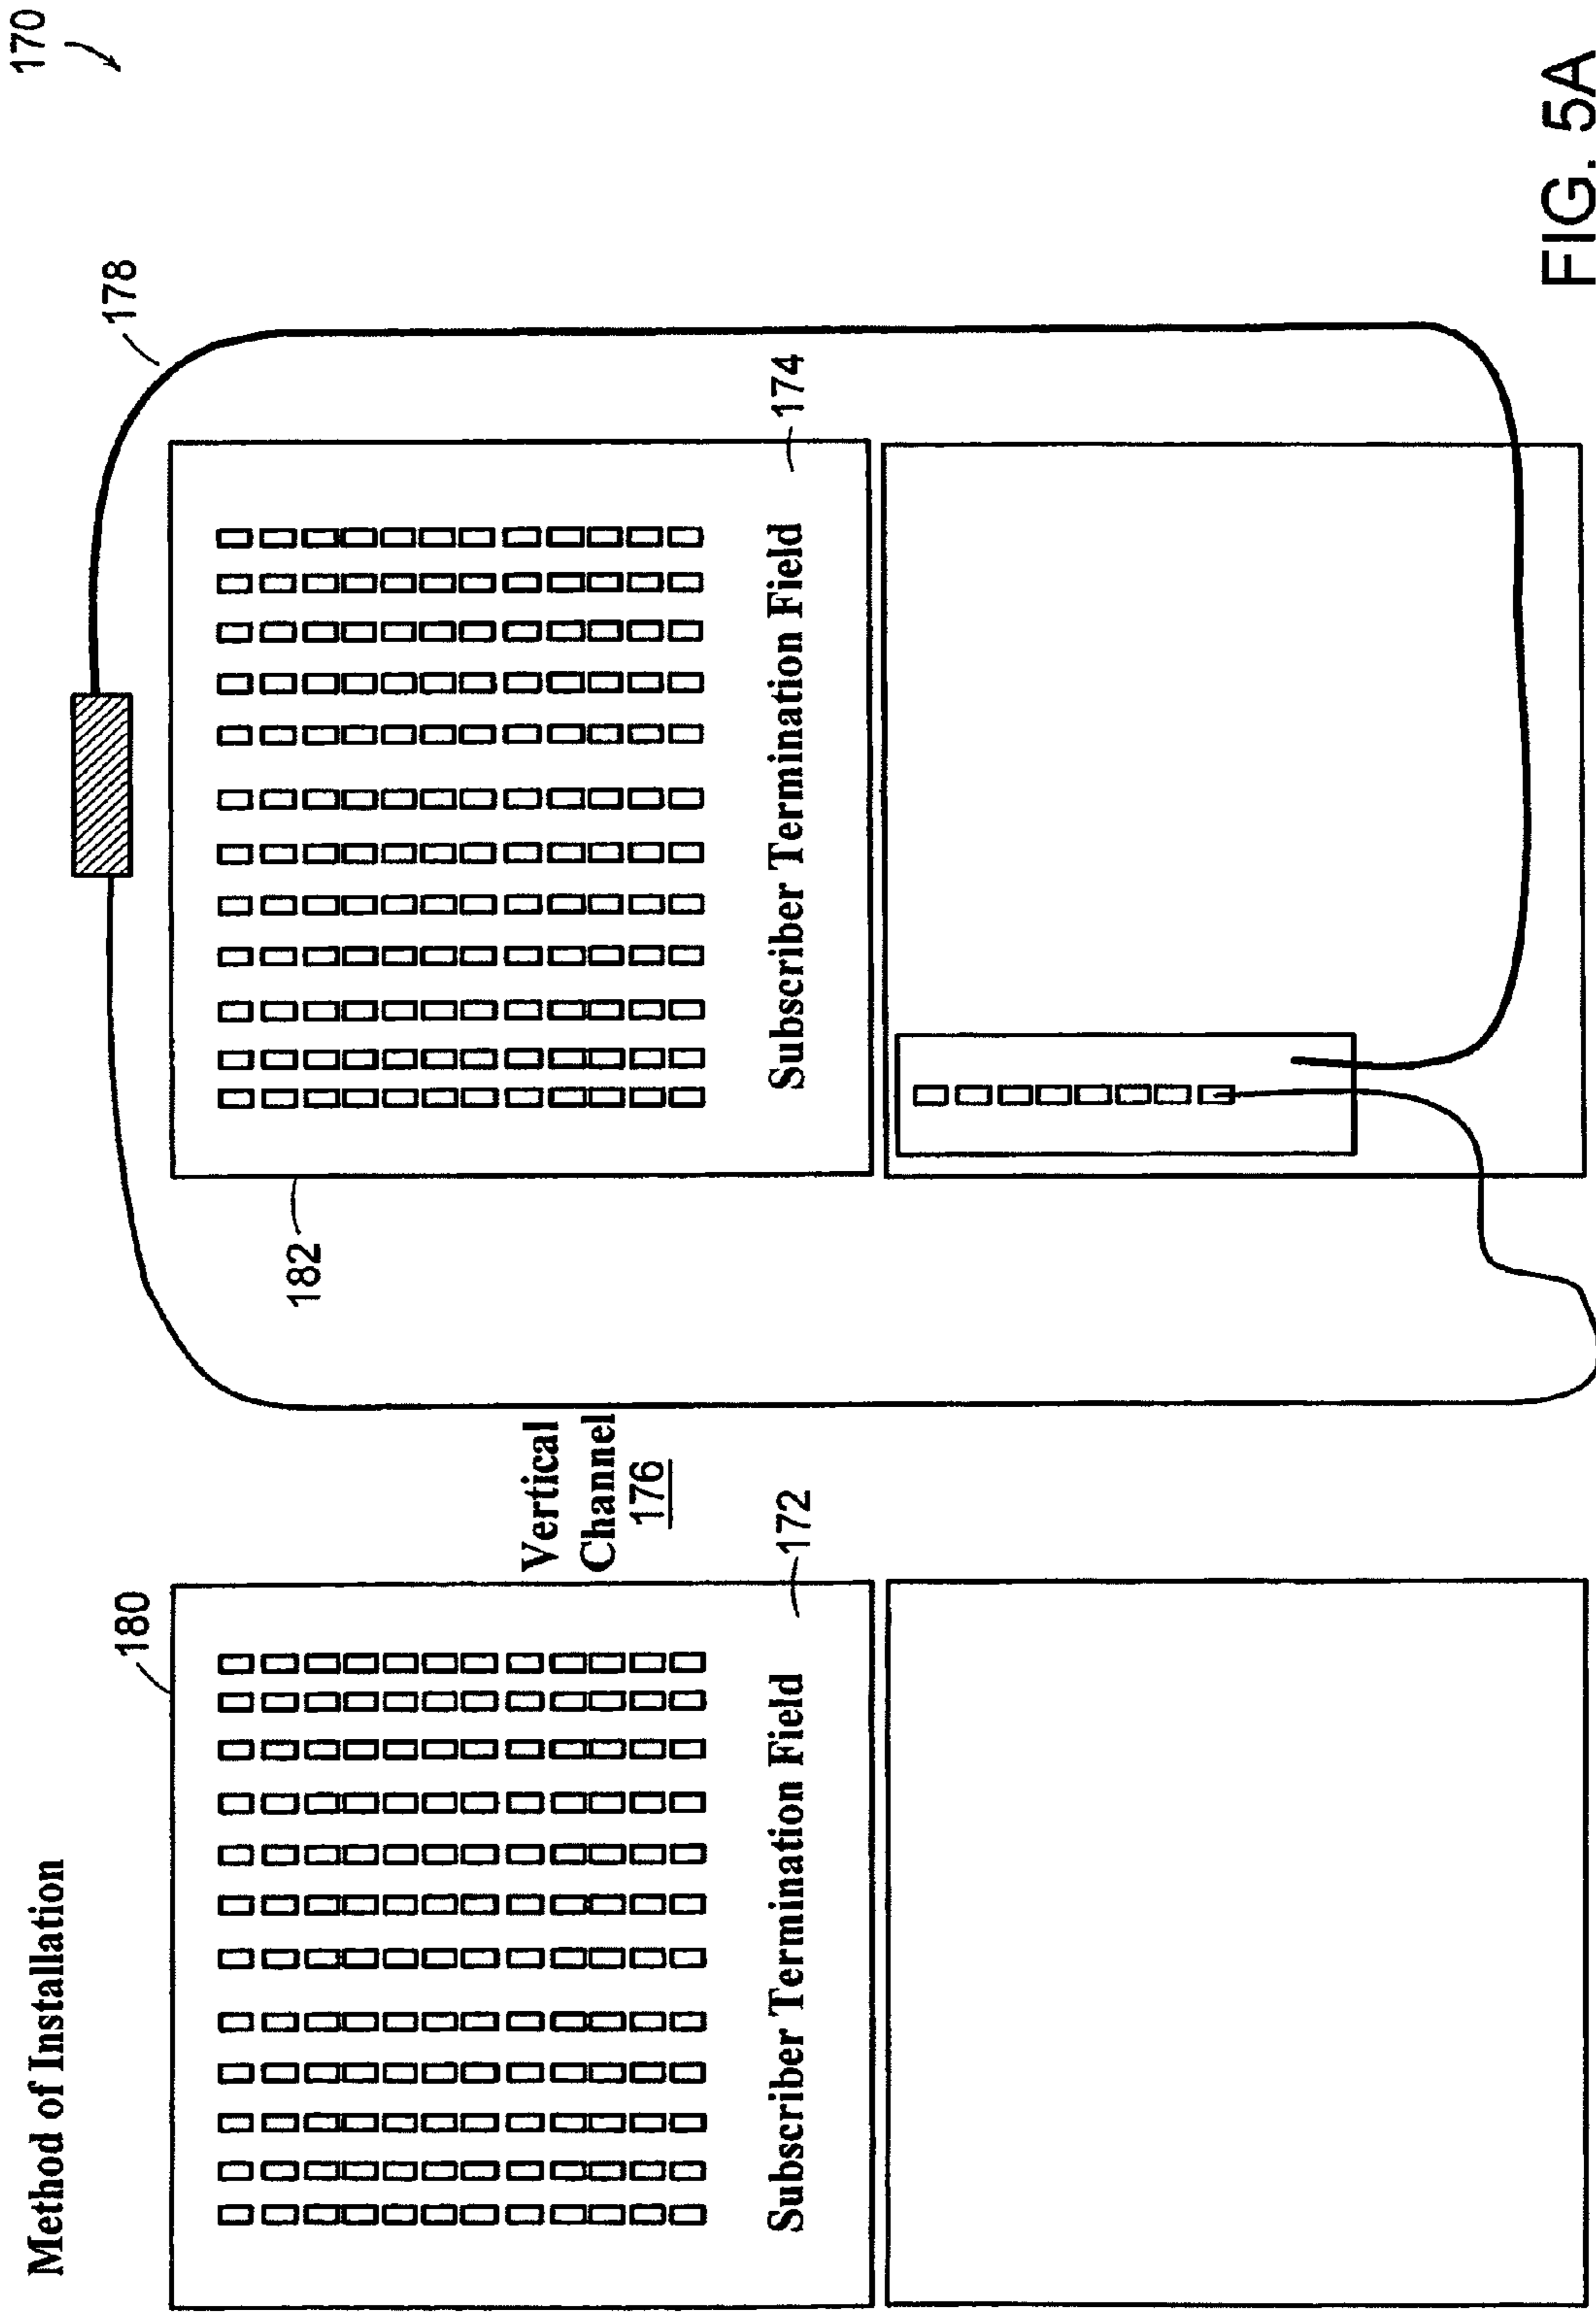 Method of Installation
170
178
180
182
Vertical
Channel
176
172
174
Subscriber Termination Field
Subscriber Termination Field
FIG. 5A